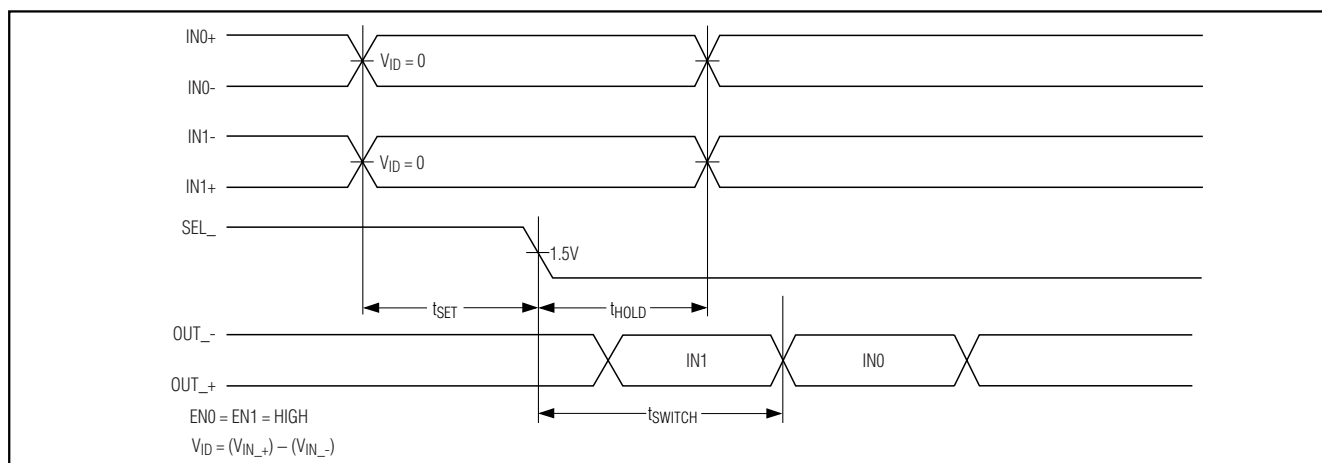 IN0+
V_ID = 0
IN0-
IN1-
V_ID = 0
IN1+
SEL_
1.5V
t_SET
t_HOLD
OUT_-
IN1
IN0
OUT_+
t_SWITCH
EN0 = EN1 = HIGH
V_ID = (V_IN_+) – (V_IN_-)